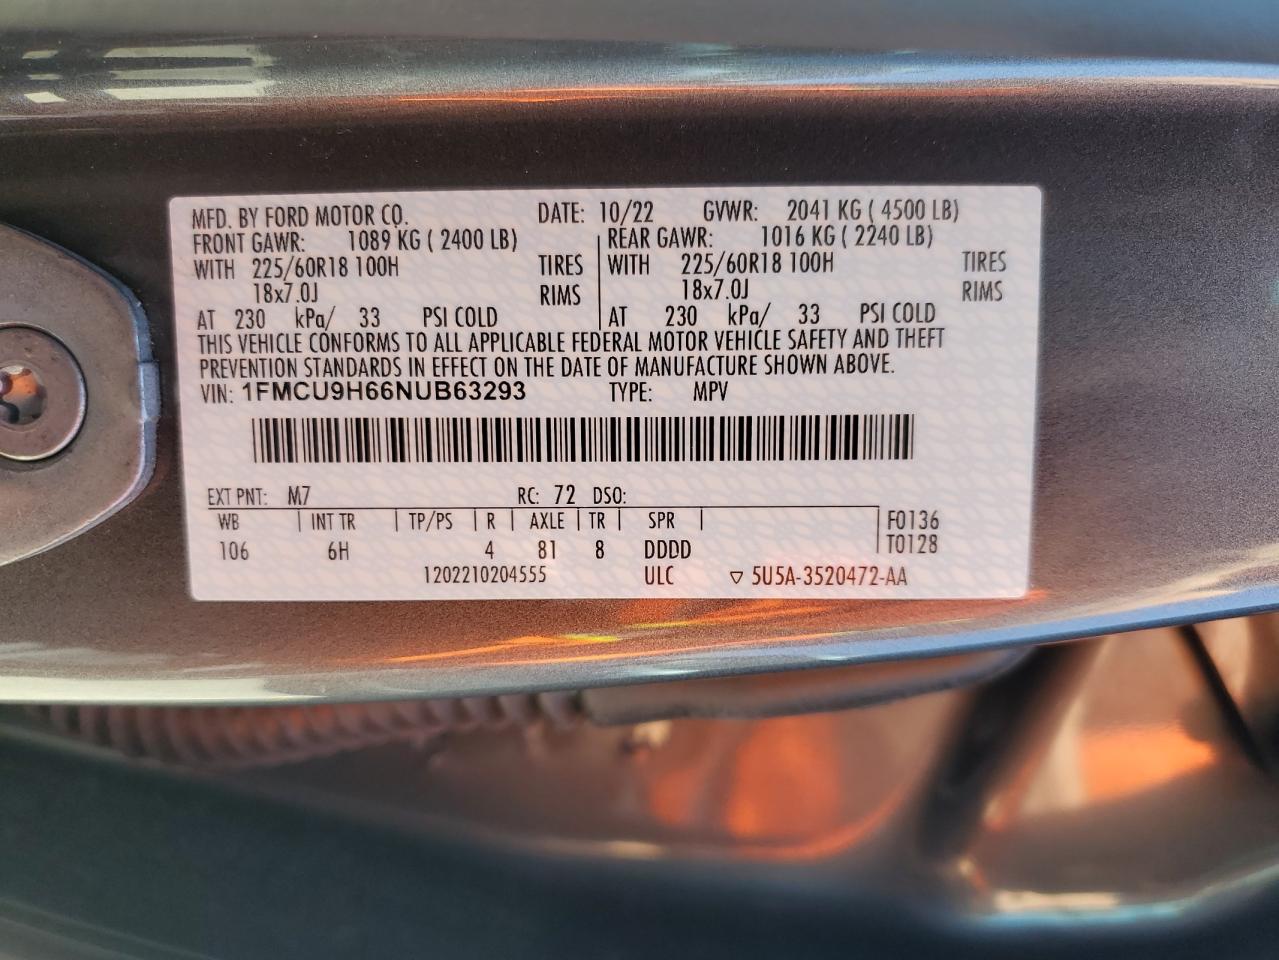 MFD. BY FORD MOTOR CO. DATE: 10/22 GVWR: 2041 KG ( 4500 LB)
FRONT GAWR: 1089 KG ( 2400 LB) REAR GAWR: 1016 KG ( 2240 LB)
WITH 225/60R18 100H TIRES WITH 225/60R18 100H TIRES
18x7.0J RIMS 18x7.0J RIMS
AT 230 kPa/ 33 PSI COLD AT 230 kPa/ 33 PSI COLD
THIS VEHICLE CONFORMS TO ALL APPLICABLE FEDERAL MOTOR VEHICLE SAFETY AND THEFT
PREVENTION STANDARDS IN EFFECT ON THE DATE OF MANUFACTURE SHOWN ABOVE.
VIN: 1FMCU9H66NUB63293 TYPE: MPV
EXT PNT: M7 RC: 72 DSO:
WB INT TR TP/PS R AXLE TR SPR F0136
106 6H 4 81 8 DDDD T0128
1202210204555 ULC ▽ 5U5A-3520472-AA